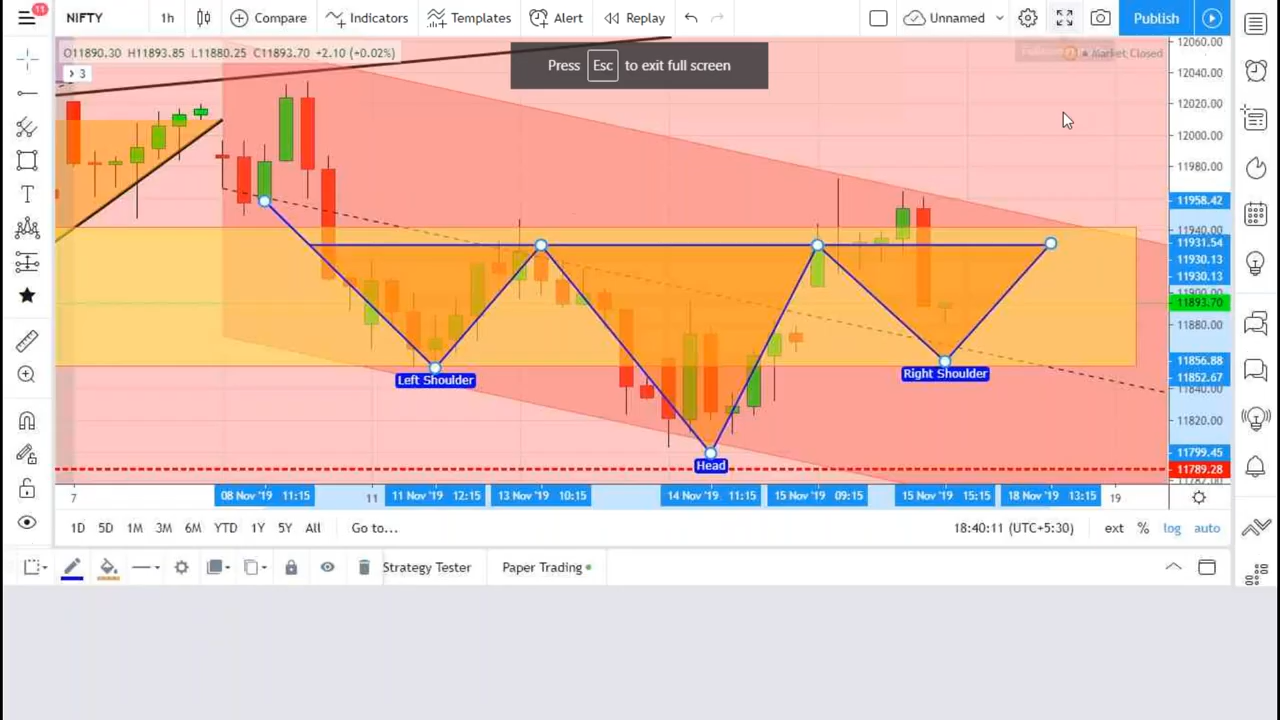 11
NIFTY 1h Compare Indicators Templates Alert Replay Unnamed Publish
O11890.30 H11893.85 L11880.25 C11893.70 +2.10 (+0.02%)
Press Esc to exit full screen
Market Closed
3
12060.00
12040.00
12020.00
12000.00
11980.00
11958.42
11940.00
11931.54
11930.13
11930.13
11900.00
11893.70
11880.00
11856.88
11852.67
11840.00
11820.00
11799.45
11789.28
Left Shoulder
Right Shoulder
Head
7 08 Nov '19 11:15 11 11 Nov '19 12:15 13 Nov '19 10:15 14 Nov '19 11:15 15 Nov '19 09:15 15 Nov '19 15:15 18 Nov '19 13:15 19
1D 5D 1M 3M 6M YTD 1Y 5Y All Go to... 18:40:11 (UTC+5:30) ext % log auto
Strategy Tester Paper Trading